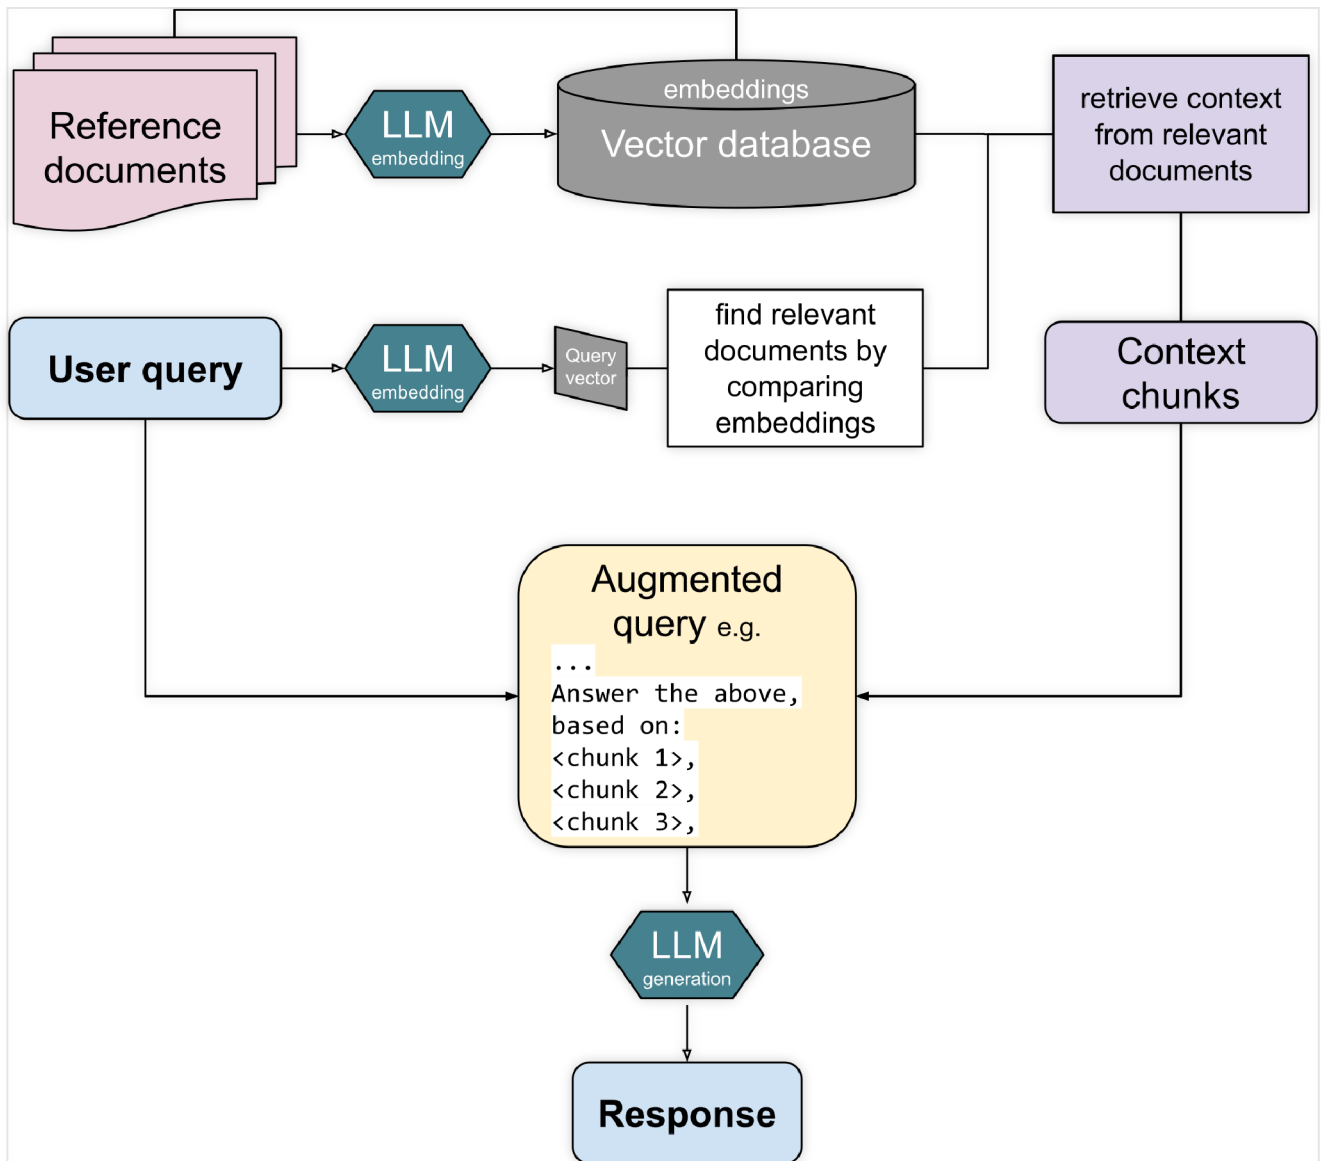 Reference
documents
LLM
embedding
embeddings
Vector database
retrieve context
from relevant
documents
User query
LLM
embedding
Query
vector
find relevant
documents by
comparing
embeddings
Context
chunks
Augmented
query e.g.
...
Answer the above,
based on:
<chunk 1>,
<chunk 2>,
<chunk 3>,
LLM
generation
Response